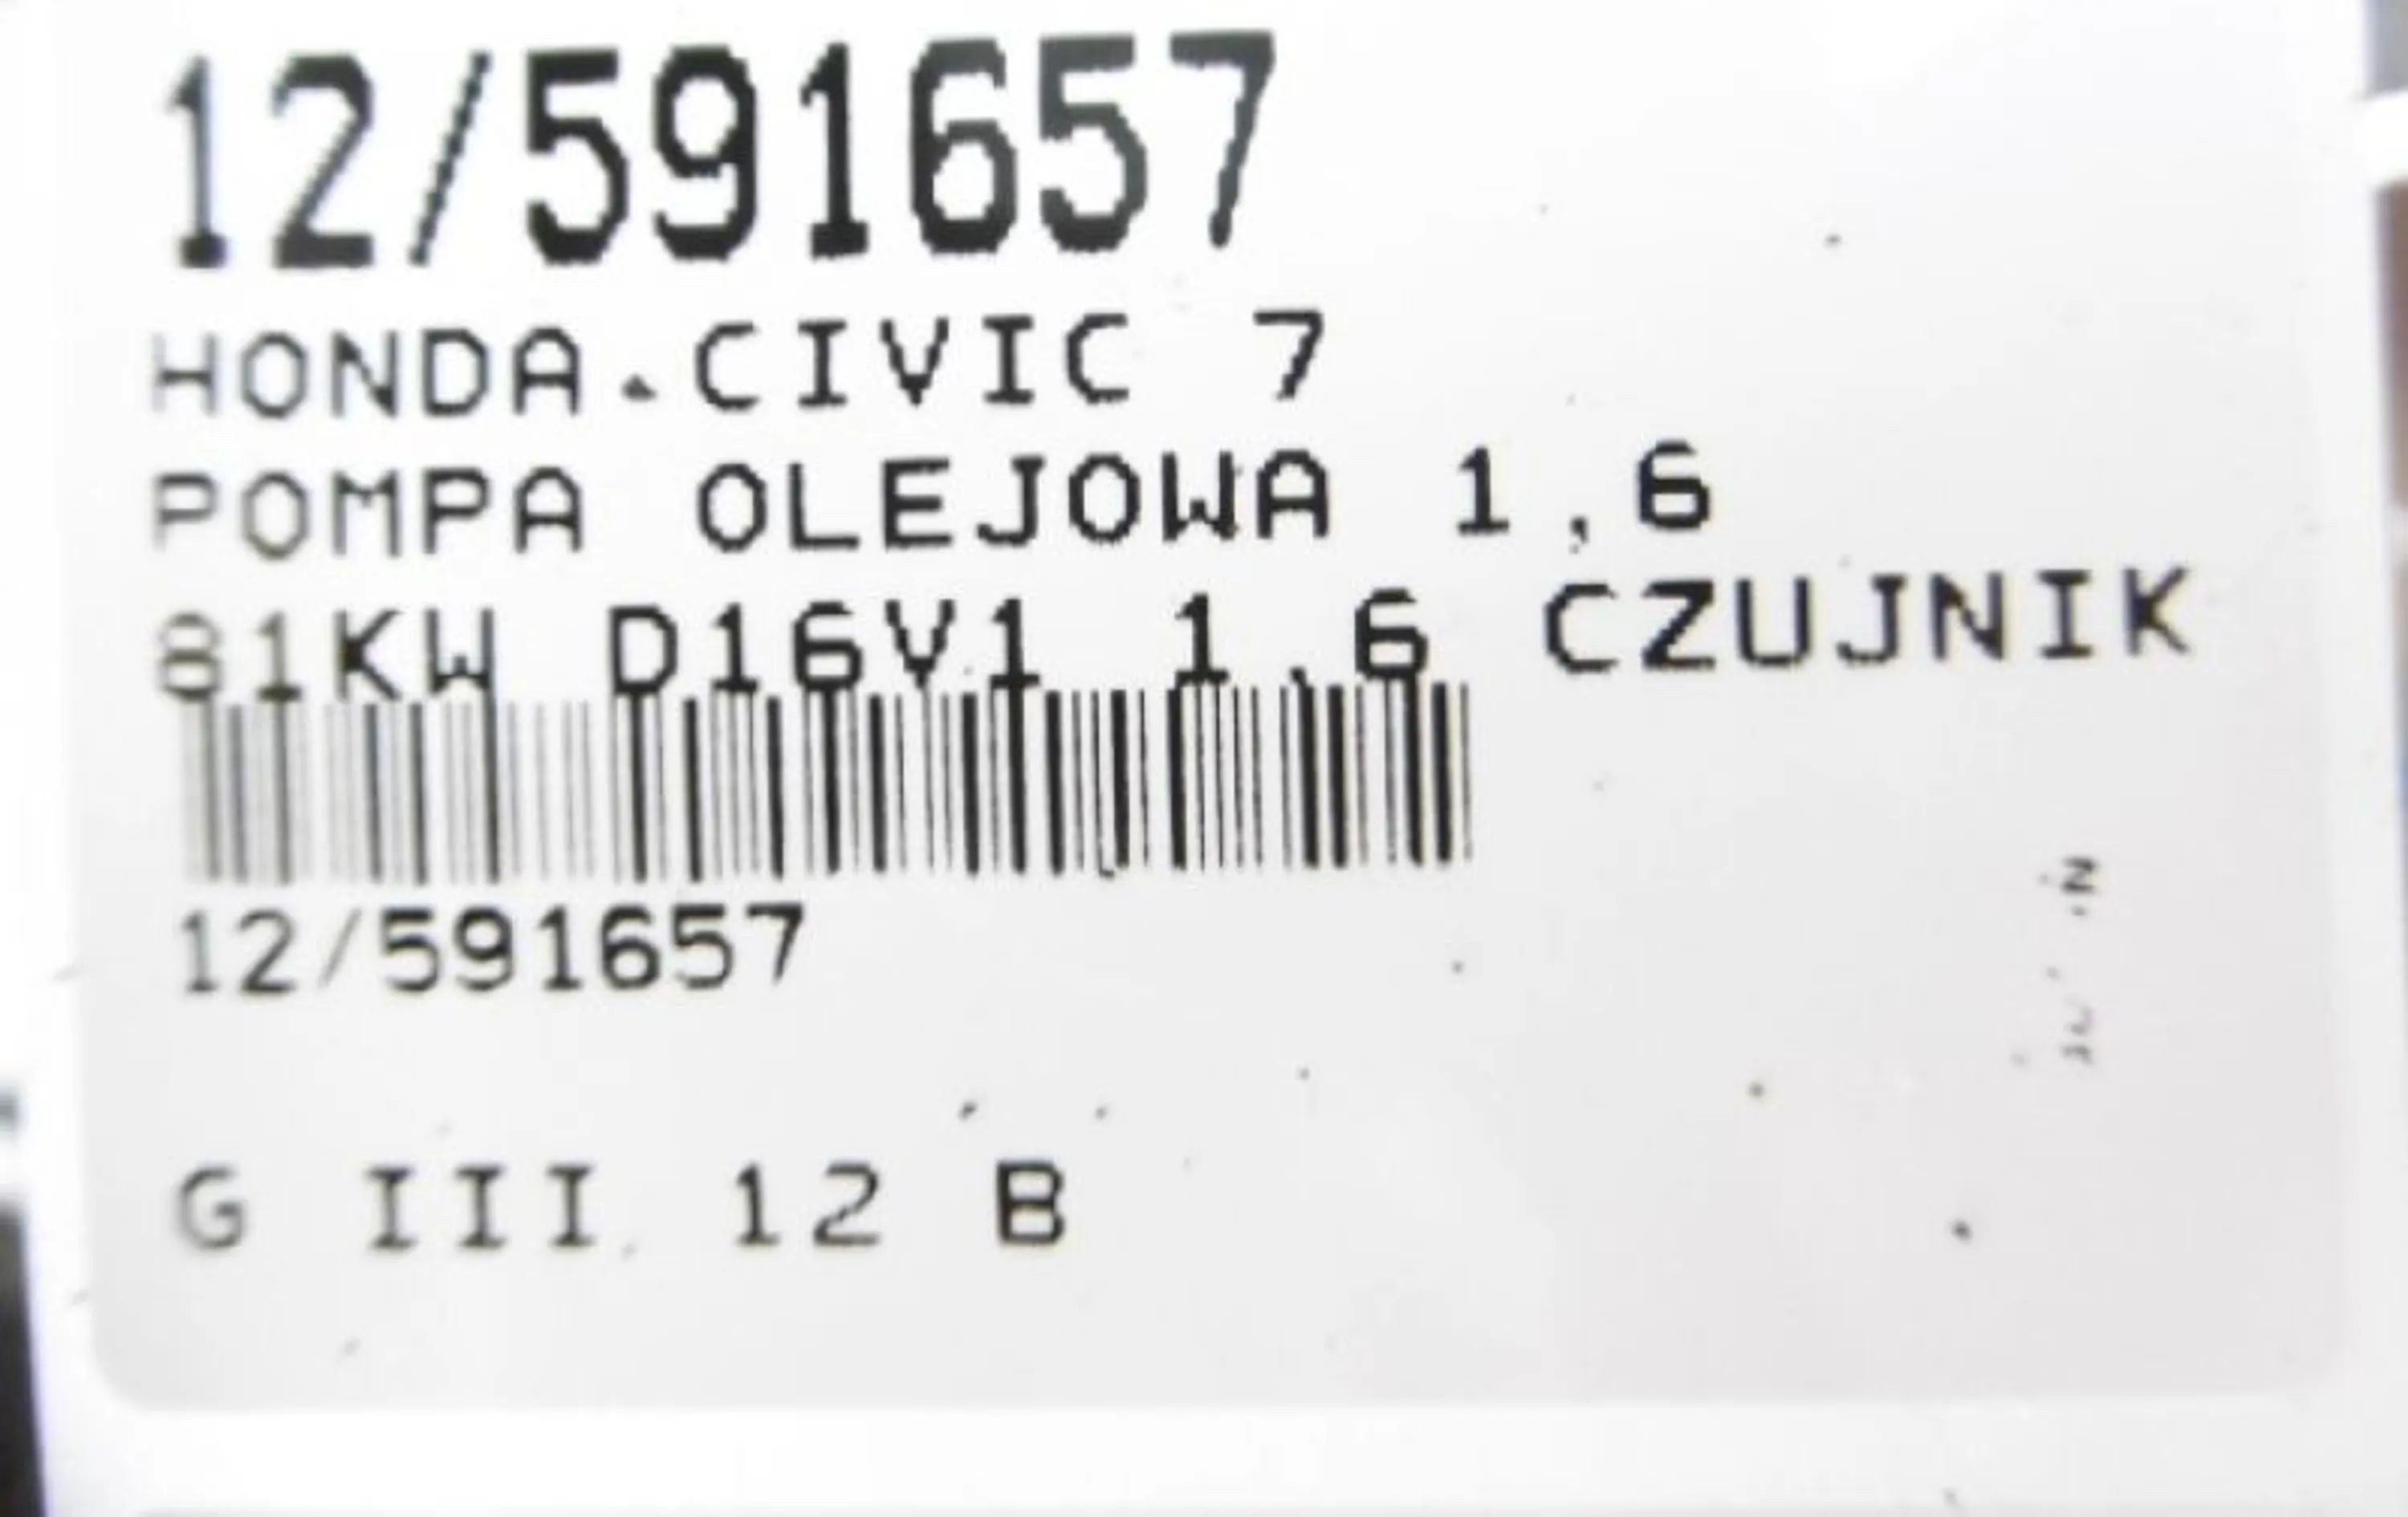 12/591657
HONDA CIVIC 7
POMPA OLEJOWA 1,6
81KW D16V1 1.6 CZUJNIK
12/591657
G III 12 B